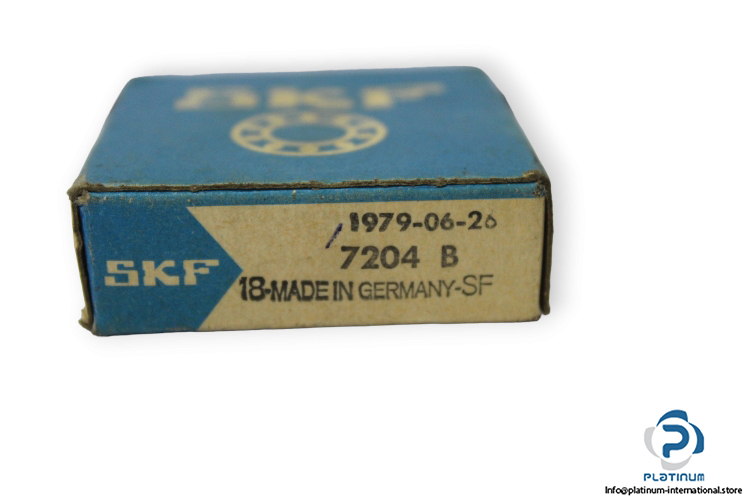 SKF
1979-06-26
7204 B
SKF
18-MADE IN GERMANY-SF
PLATINUM
Info@platinum-international.store